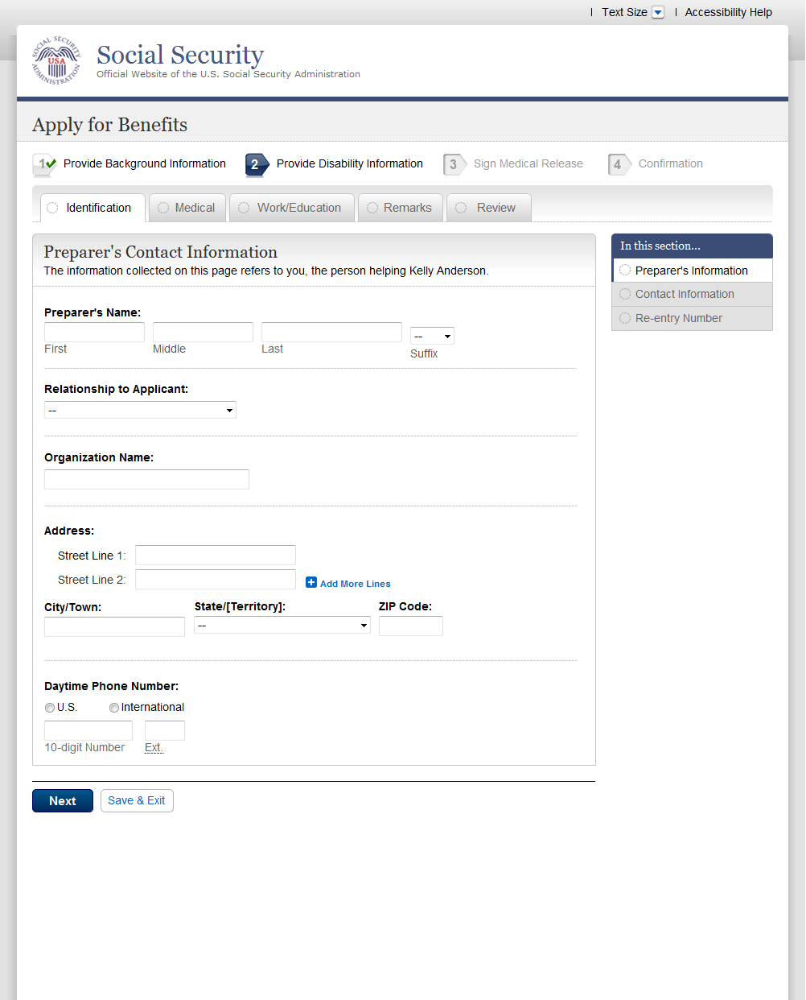 Text Size
Accessibility Help
SOCIAL SECURITY ADMINISTRATION
USA
Social Security
Official Website of the U.S. Social Security Administration
Apply for Benefits
1 Provide Background Information
2 Provide Disability Information
3 Sign Medical Release
4 Confirmation
Identification
Medical
Work/Education
Remarks
Review
Preparer's Contact Information
The information collected on this page refers to you, the person helping Kelly Anderson.
In this section...
Preparer's Information
Contact Information
Re-entry Number
Preparer's Name:
--
First
Middle
Last
Suffix
Relationship to Applicant:
--
Organization Name:
Address:
Street Line 1:
Street Line 2:
Add More Lines
City/Town:
State/[Territory]:
ZIP Code:
--
Daytime Phone Number:
U.S.
International
10-digit Number
Ext.
Next
Save & Exit